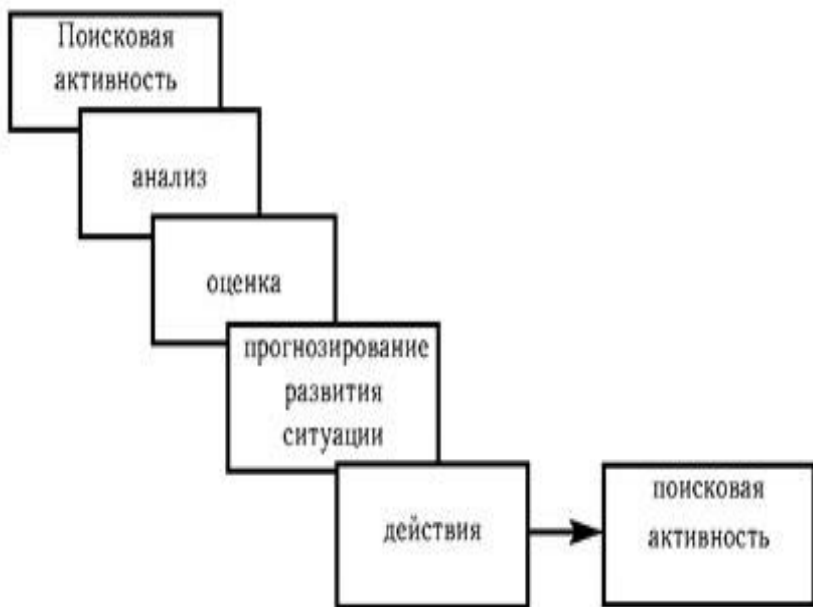 Поисковая
активность
анализ
оценка
прогнозирование
развития
ситуации
действия
поисковая
активность